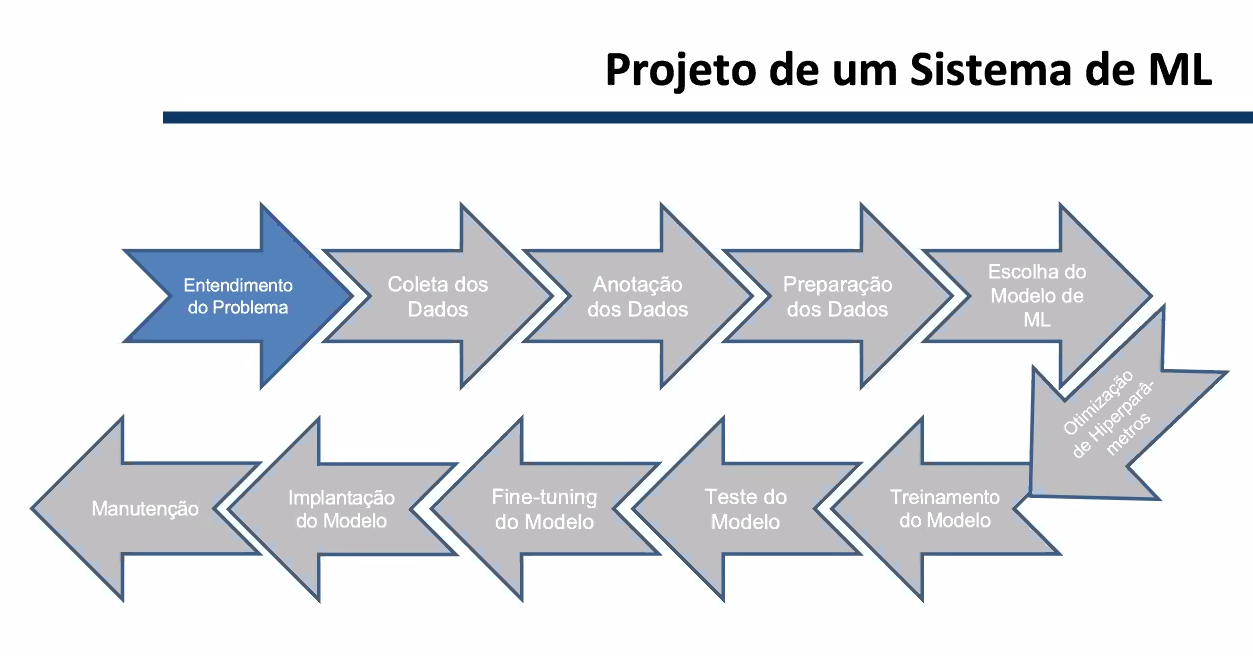 Projeto de um Sistema de ML
Entendimento
do Problema
Coleta dos
Dados
Anotação
dos Dados
Preparação
dos Dados
Escolha do
Modelo de
ML
Otimização
de Hiperparâ-
metros
Treinamento
do Modelo
Teste do
Modelo
Fine-tuning
do Modelo
Implantação
do Modelo
Manutenção